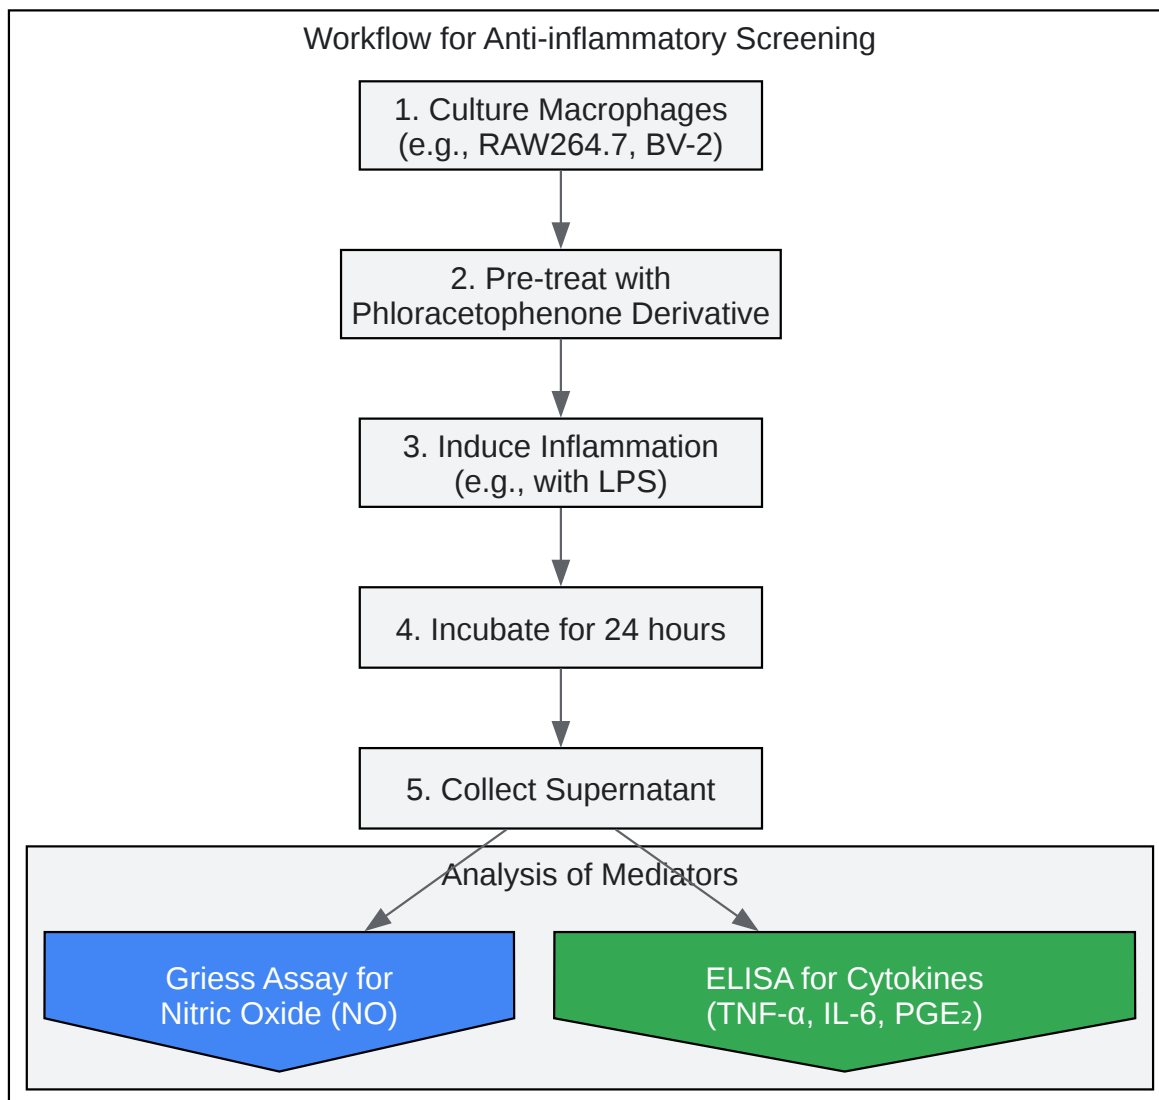 Workflow for Anti-inflammatory Screening
1. Culture Macrophages
(e.g., RAW264.7, BV-2)
2. Pre-treat with
Phloracetophenone Derivative
3. Induce Inflammation
(e.g., with LPS)
4. Incubate for 24 hours
5. Collect Supernatant
Analysis of Mediators
Griess Assay for
Nitric Oxide (NO)
ELISA for Cytokines
(TNF-α, IL-6, PGE₂)